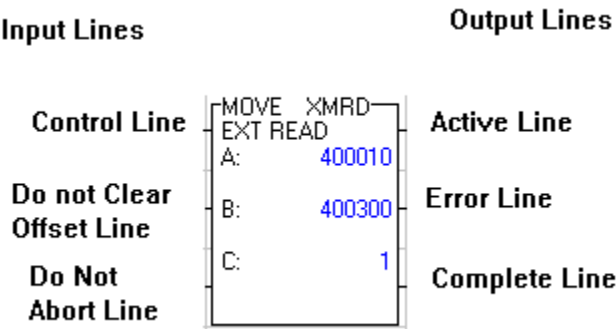 Input Lines
Output Lines
MOVE XMRD
EXT READ
Control Line
Active Line
A: 400010
Do not Clear
Offset Line
B: 400300
Error Line
C: 1
Do Not
Abort Line
Complete Line